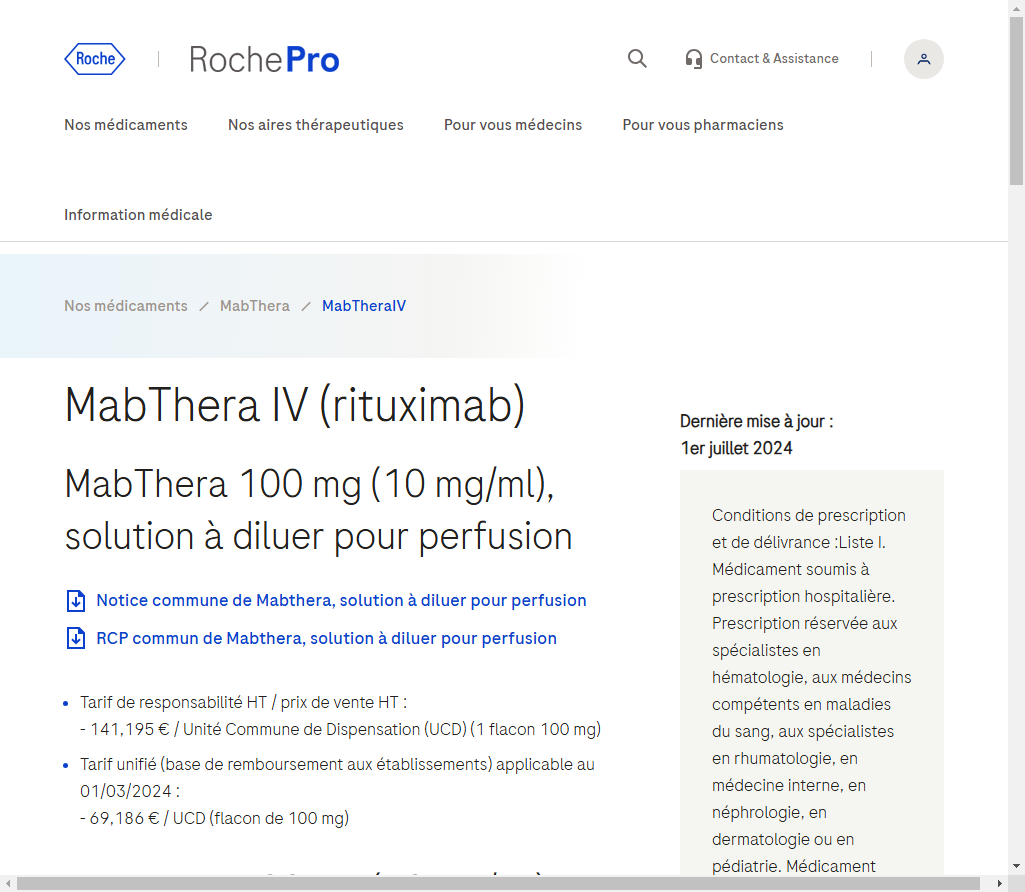 Roche
RochePro
Contact & Assistance
Nos médicaments
Nos aires thérapeutiques
Pour vous médecins
Pour vous pharmaciens
Information médicale
Nos médicaments / MabThera / MabTheraIV
MabThera IV (rituximab)
MabThera 100 mg (10 mg/ml),
solution à diluer pour perfusion
Notice commune de Mabthera, solution à diluer pour perfusion
RCP commun de Mabthera, solution à diluer pour perfusion
Tarif de responsabilité HT / prix de vente HT :
- 141,195 € / Unité Commune de Dispensation (UCD) (1 flacon 100 mg)
Tarif unifié (base de remboursement aux établissements) applicable au
01/03/2024 :
- 69,186 € / UCD (flacon de 100 mg)
Dernière mise à jour :
1er juillet 2024
Conditions de prescription
et de délivrance :Liste I.
Médicament soumis à
prescription hospitalière.
Prescription réservée aux
spécialistes en
hématologie, aux médecins
compétents en maladies
du sang, aux spécialistes
en rhumatologie, en
médecine interne, en
néphrologie, en
dermatologie ou en
pédiatrie. Médicament